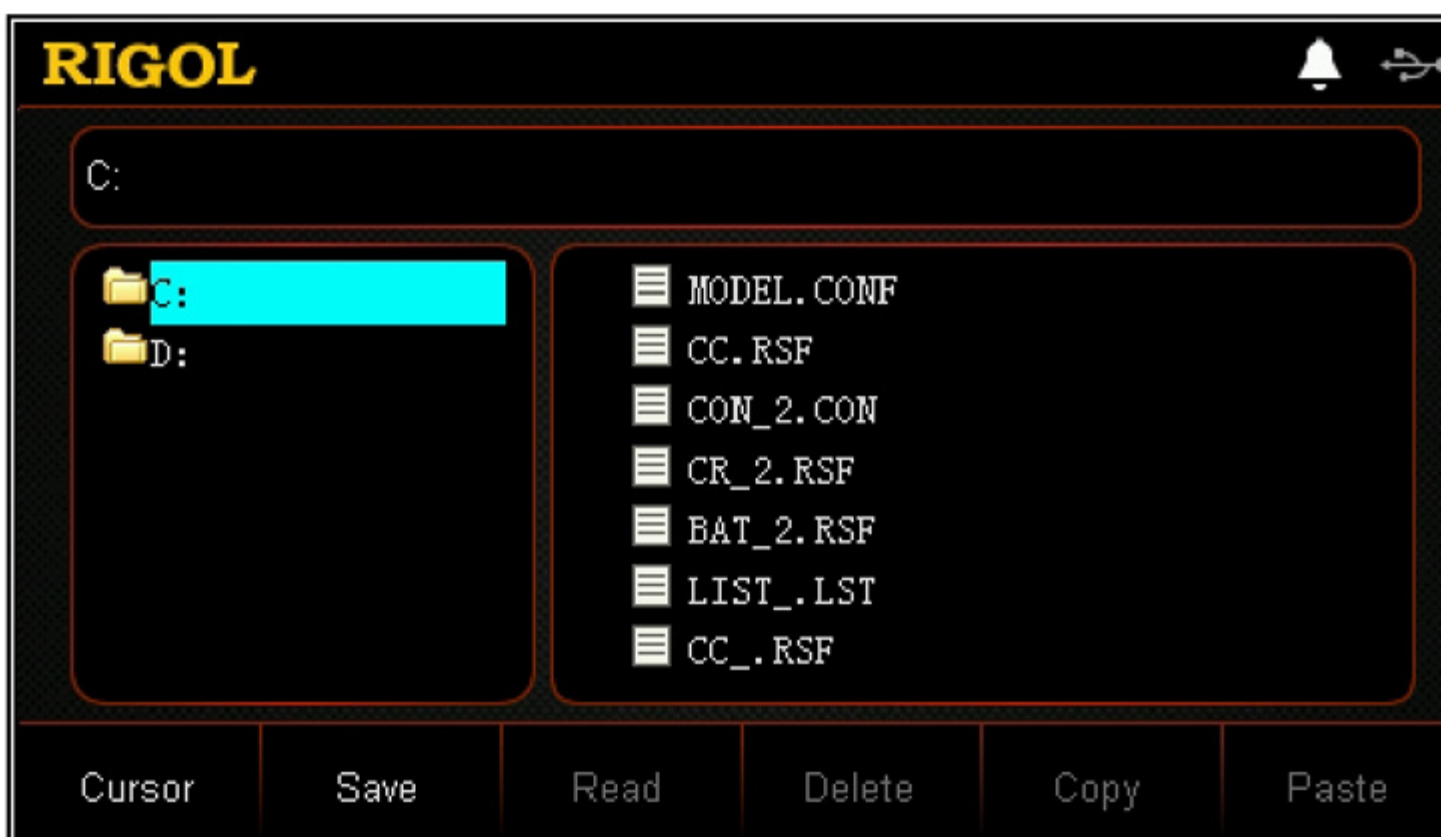 RIGOL
C:
C:
D:
MODEL.CONF
CC.RSF
CON_2.CON
CR_2.RSF
BAT_2.RSF
LIST_.LST
CC_.RSF
Cursor Save Read Delete Copy Paste